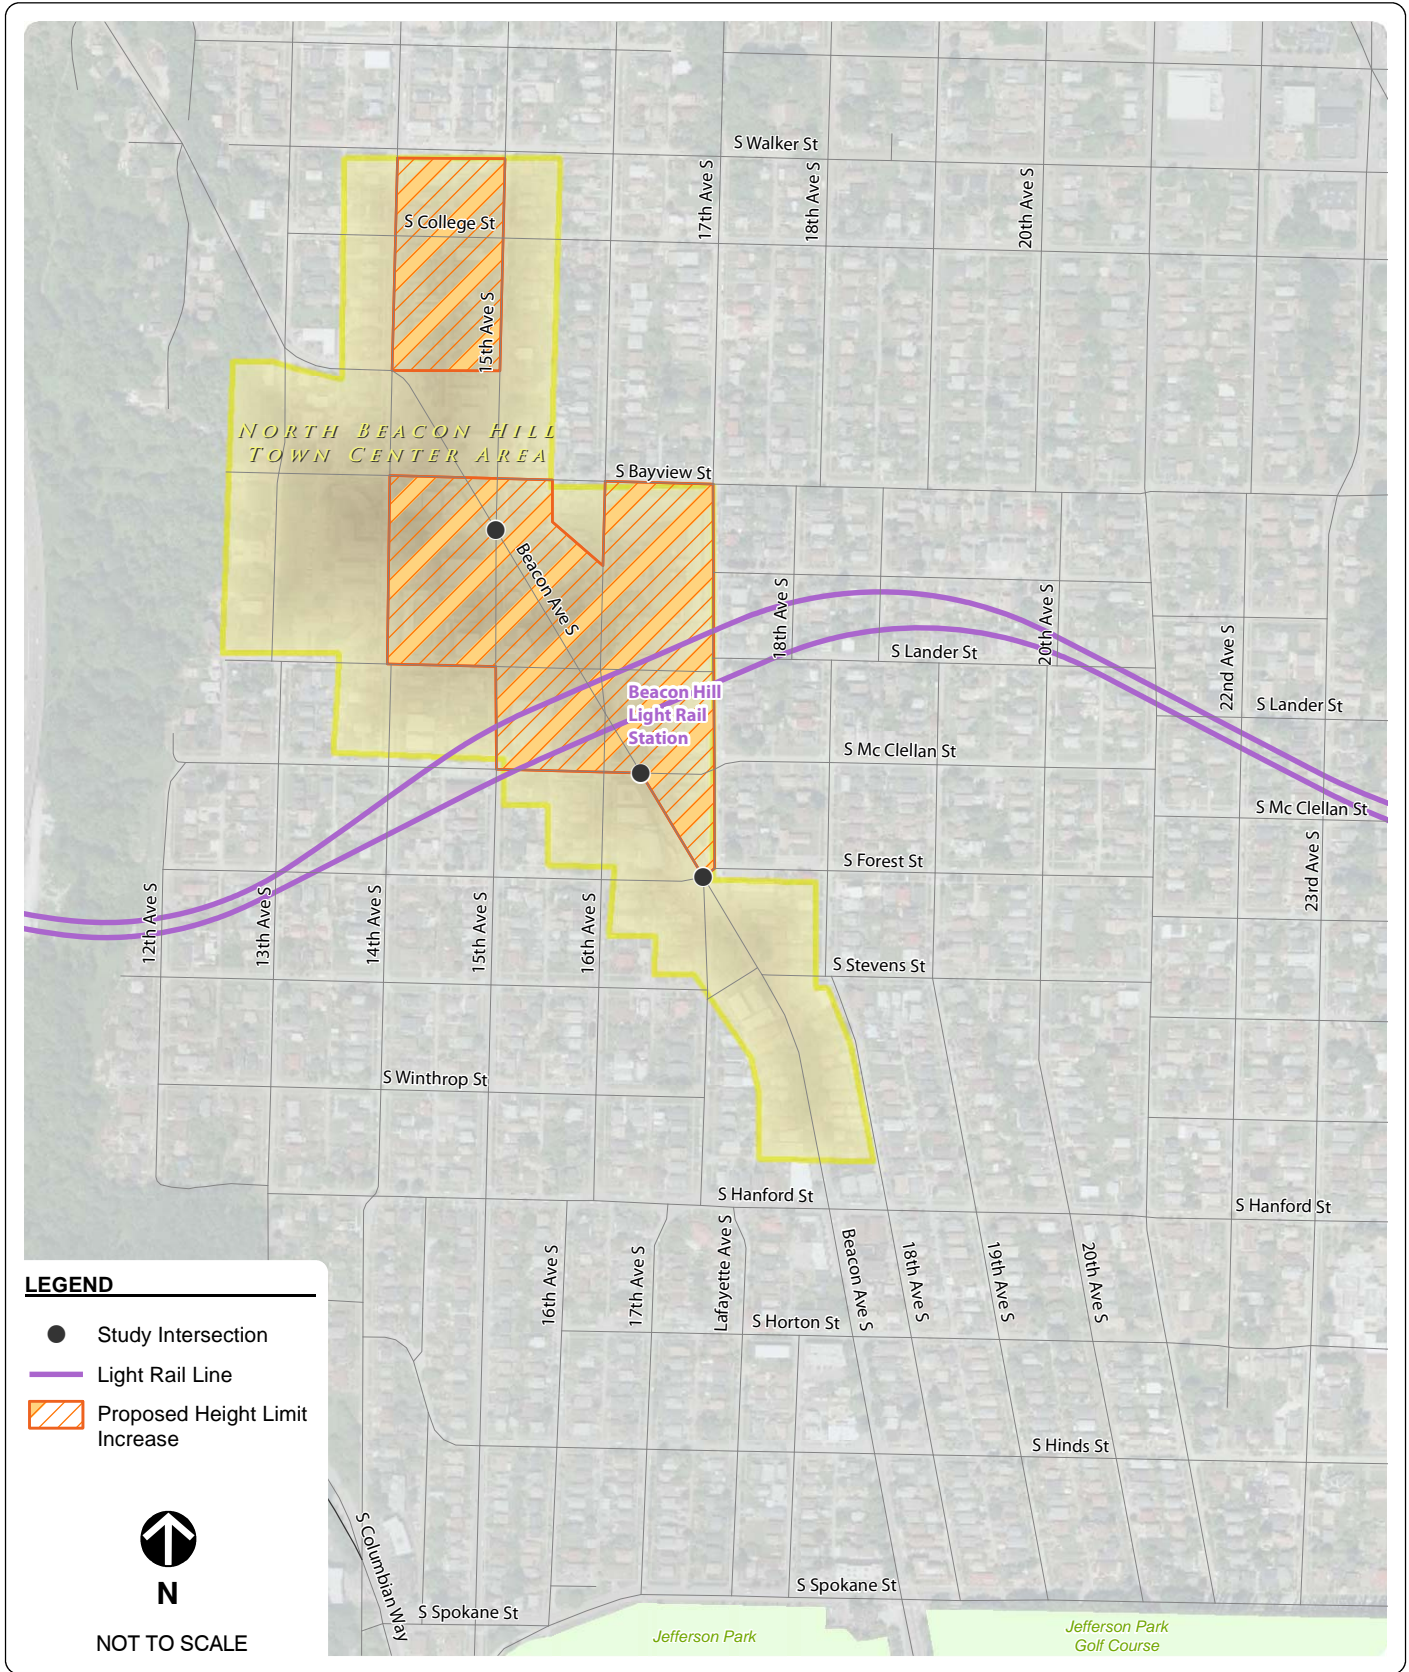 S Walker St
17th Ave S
18th Ave S
20th Ave S
S College St
15th Ave S
NORTH BEACON HILL
TOWN CENTER AREA
S Bayview St
Beacon Ave S
18th Ave S
20th Ave S
S Lander St
22nd Ave S
Beacon Hill
Light Rail
Station
S Lander St
S Mc Clellan St
S Mc Clellan St
S Forest St
23rd Ave S
12th Ave S
13th Ave S
14th Ave S
15th Ave S
16th Ave S
S Stevens St
S Winthrop St
S Hanford St
S Hanford St
16th Ave S
17th Ave S
Lafayette Ave S
Beacon Ave S
18th Ave S
19th Ave S
20th Ave S
S Horton St
S Hinds St
S Columbian Way
S Spokane St
S Spokane St
Jefferson Park
Jefferson Park
Golf Course
LEGEND
Study Intersection
Light Rail Line
Proposed Height Limit
Increase
N
NOT TO SCALE